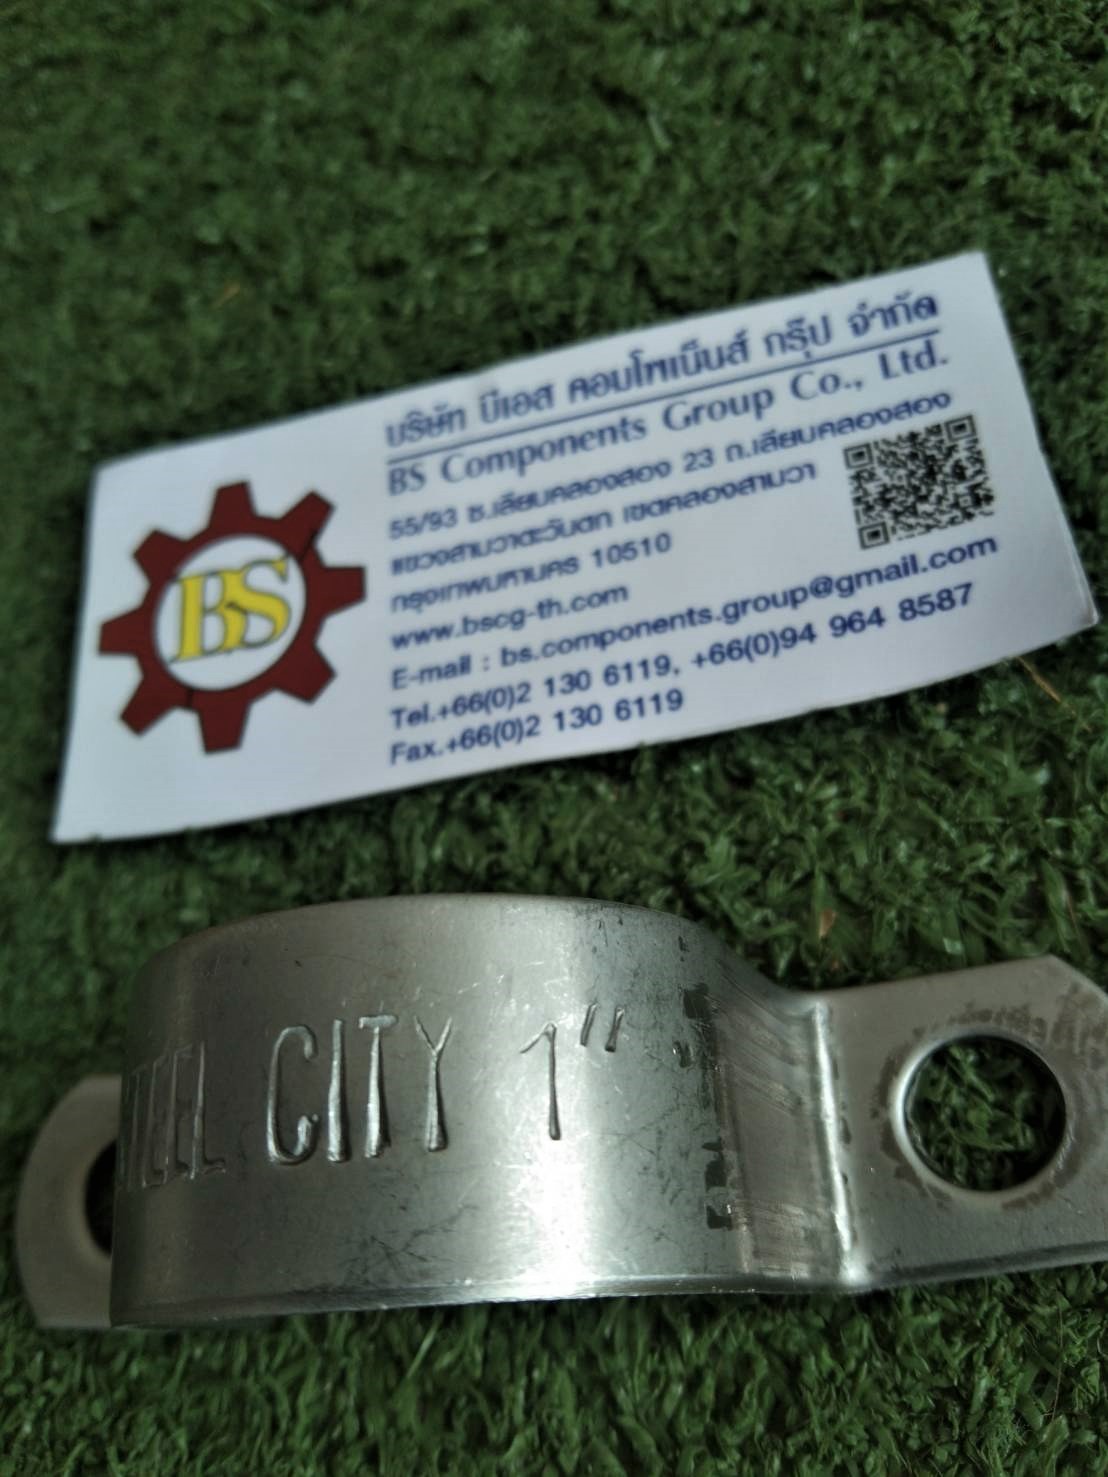 บริษัท บีเอส คอมโพเน็นส์ กรุ๊ป จำกัด
BS Components Group Co., Ltd.
55/93 ซ.เลียบคลองสอง 23 ถ.เลียบคลองสอง
แขวงสามวาตะวันตก เขตคลองสามวา
กรุงเทพมหานคร 10510
www.bscg-th.com
E-mail : bs.components.group@gmail.com
Tel.+66(0)2 130 6119, +66(0)94 964 8587
Fax.+66(0)2 130 6119
BS
STEEL CITY 1"